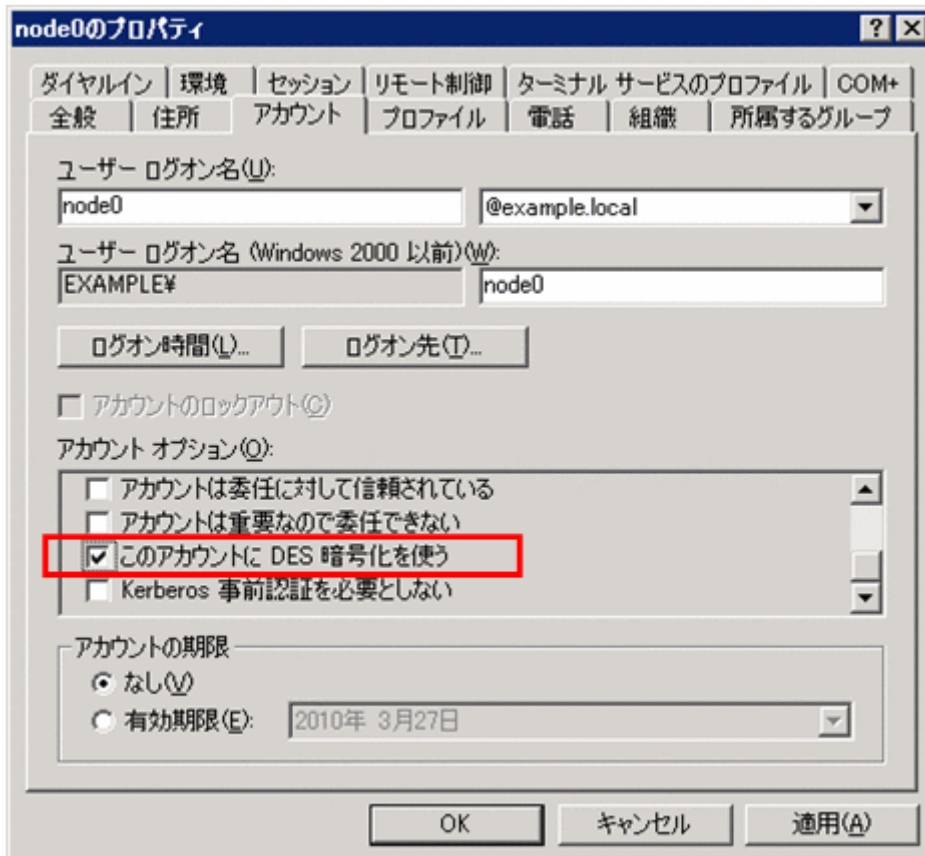 node0のプロパティ
ダイヤルイン 環境 セッション リモート制御 ターミナル サービスのプロファイル COM+
全般 住所 アカウント プロファイル 電話 組織 所属するグループ
ユーザー ログオン名(U):
node0 @example.local
ユーザー ログオン名 (Windows 2000 以前)(W):
EXAMPLE¥ node0
ログオン時間(L)... ログオン先(T)...
アカウントのロックアウト(C)
アカウント オプション(O):
アカウントは委任に対して信頼されている
アカウントは重要なので委任できない
このアカウントに DES 暗号化を使う
Kerberos 事前認証を必要としない
アカウントの期限
なし(V)
有効期限(E): 2010年 3月27日
OK キャンセル 適用(A)